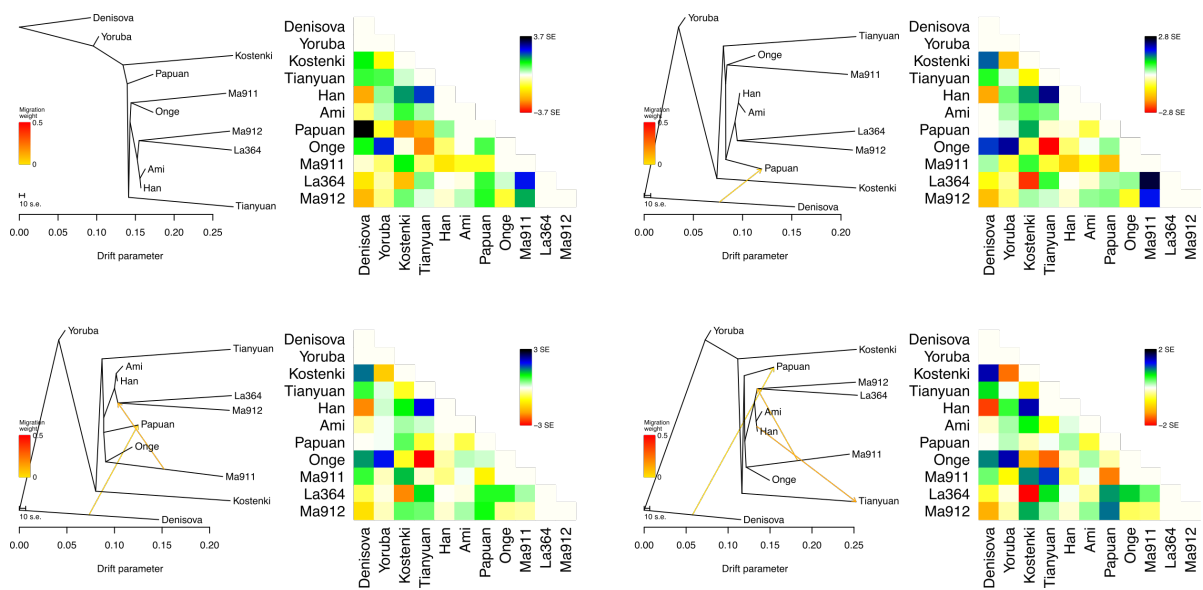 Denisova
Yoruba
Kostenki
Papuan
Ma911
Onge
Ma912
La364
Ami
Han
Tianyuan
Migration
weight
0.5
0
10 s.e.
0.00 0.05 0.10 0.15 0.20 0.25
Drift parameter
Denisova
Yoruba
Kostenki
Tianyuan
Han
Ami
Papuan
Onge
Ma911
La364
Ma912
Denisova
Yoruba
Kostenki
Tianyuan
Han
Ami
Papuan
Onge
Ma911
La364
Ma912
3.7 SE
−3.7 SE
Yoruba
Tianyuan
Onge
Ma911
Han
Ami
La364
Ma912
Papuan
Kostenki
Denisova
Migration
weight
0.5
0
10 s.e.
0.00 0.05 0.10 0.15 0.20
Drift parameter
Denisova
Yoruba
Kostenki
Tianyuan
Han
Ami
Papuan
Onge
Ma911
La364
Ma912
Denisova
Yoruba
Kostenki
Tianyuan
Han
Ami
Papuan
Onge
Ma911
La364
Ma912
2.8 SE
−2.8 SE
Yoruba
Tianyuan
Ami
Han
La364
Ma912
Papuan
Onge
Ma911
Kostenki
Denisova
Migration
weight
0.5
0
10 s.e.
0.00 0.05 0.10 0.15 0.20
Drift parameter
Denisova
Yoruba
Kostenki
Tianyuan
Han
Ami
Papuan
Onge
Ma911
La364
Ma912
Denisova
Yoruba
Kostenki
Tianyuan
Han
Ami
Papuan
Onge
Ma911
La364
Ma912
3 SE
−3 SE
Yoruba
Kostenki
Papuan
Ma912
La364
Ami
Han
Ma911
Onge
Tianyuan
Denisova
Migration
weight
0.5
0
10 s.e.
0.00 0.05 0.10 0.15 0.20 0.25
Drift parameter
Denisova
Yoruba
Kostenki
Tianyuan
Han
Ami
Papuan
Onge
Ma911
La364
Ma912
Denisova
Yoruba
Kostenki
Tianyuan
Han
Ami
Papuan
Onge
Ma911
La364
Ma912
2 SE
−2 SE